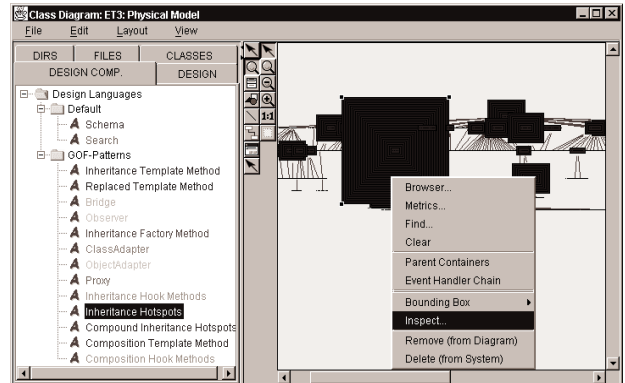 Class Diagram: ET3: Physical Model
File Edit Layout View
DIRS FILES CLASSES
DESIGN COMP. DESIGN
Design Languages
Default
Schema
Search
GOF-Patterns
Inheritance Template Method
Replaced Template Method
Bridge
Observer
Inheritance Factory Method
ClassAdapter
ObjectAdapter
Proxy
Inheritance Hook Methods
Inheritance Hotspots
Compound Inheritance Hotspots
Composition Template Method
Composition Hook Methods
1:1
Browser...
Metrics...
Find...
Clear
Parent Containers
Event Handler Chain
Bounding Box
Inspect...
Remove (from Diagram)
Delete (from System)